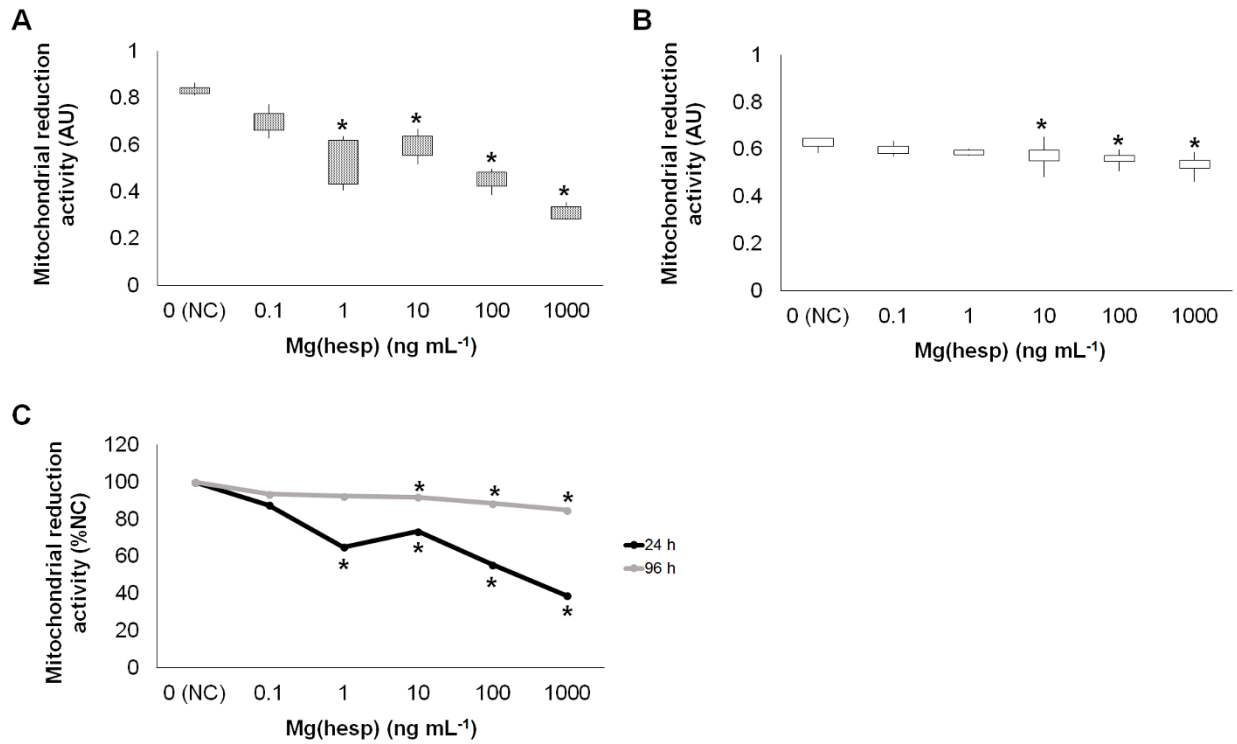 A
Mitochondrial reduction
activity (AU)
1
0.8
0.6
0.4
0.2
0
*
*
*
*
0 (NC) 0.1 1 10 100 1000
Mg(hesp) (ng mL⁻¹)
B
Mitochondrial reduction
activity (AU)
1
0.8
0.6
0.4
0.2
0
* * *
0 (NC) 0.1 1 10 100 1000
Mg(hesp) (ng mL⁻¹)
C
Mitochondrial reduction
activity (%NC)
120
100
80
60
40
20
0
* * *
* * * *
24 h
96 h
0 (NC) 0.1 1 10 100 1000
Mg(hesp) (ng mL⁻¹)